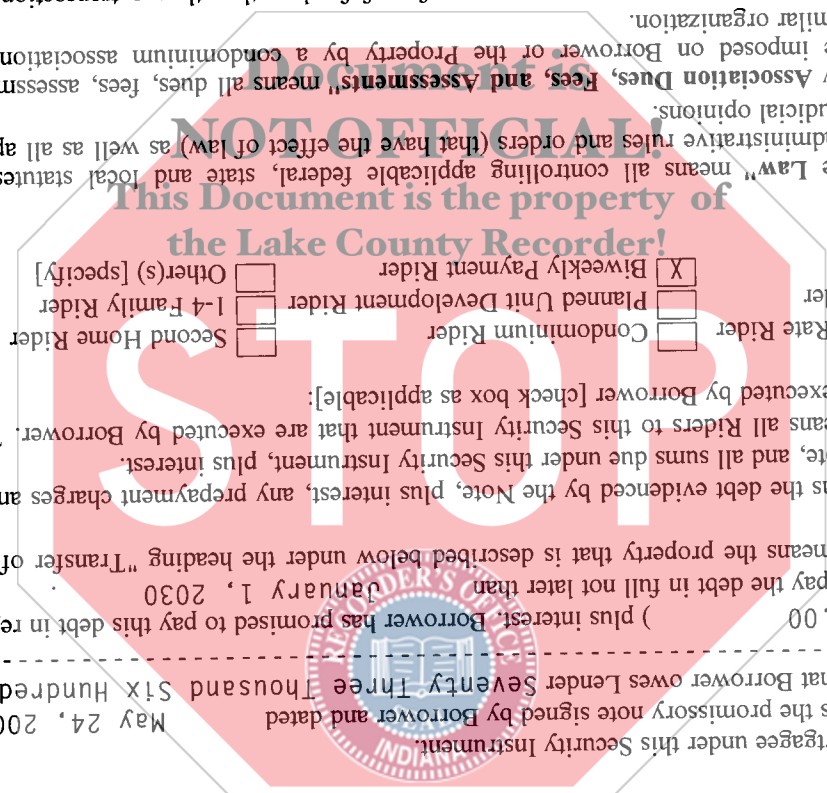 rtgagee under this Security Instrument.
s the promissory note signed by Borrower and dated May 24, 200
hat Borrower owes Lender Seventy Three Thousand Six Hundred
.00 ) plus interest. Borrower has promised to pay this debt in re
pay the debt in full not later than January 1, 2030 .
means the property that is described below under the heading "Transfer of
ns the debt evidenced by the Note, plus interest, any prepayment charges an
ote, and all sums due under this Security Instrument, plus interest.
eans all Riders to this Security Instrument that are executed by Borrower.
executed by Borrower [check box as applicable]:
Rate Rider Condominium Rider Second Home Rider
der Planned Unit Development Rider 1-4 Family Rider
X Biweekly Payment Rider Other(s) [specify]
e Law" means all controlling applicable federal, state and local statutes
dministrative rules and orders (that have the effect of law) as well as all ap
udicial opinions.
y Association Dues, Fees, and Assessments" means all dues, fees, assessm
e imposed on Borrower or the Property by a condominium association
milar organization.
Document is
NOT OFFICIAL!
This Document is the property of
the Lake County Recorder!
STOP
RECORDER'S OFFICE
SEAL
INDIANA